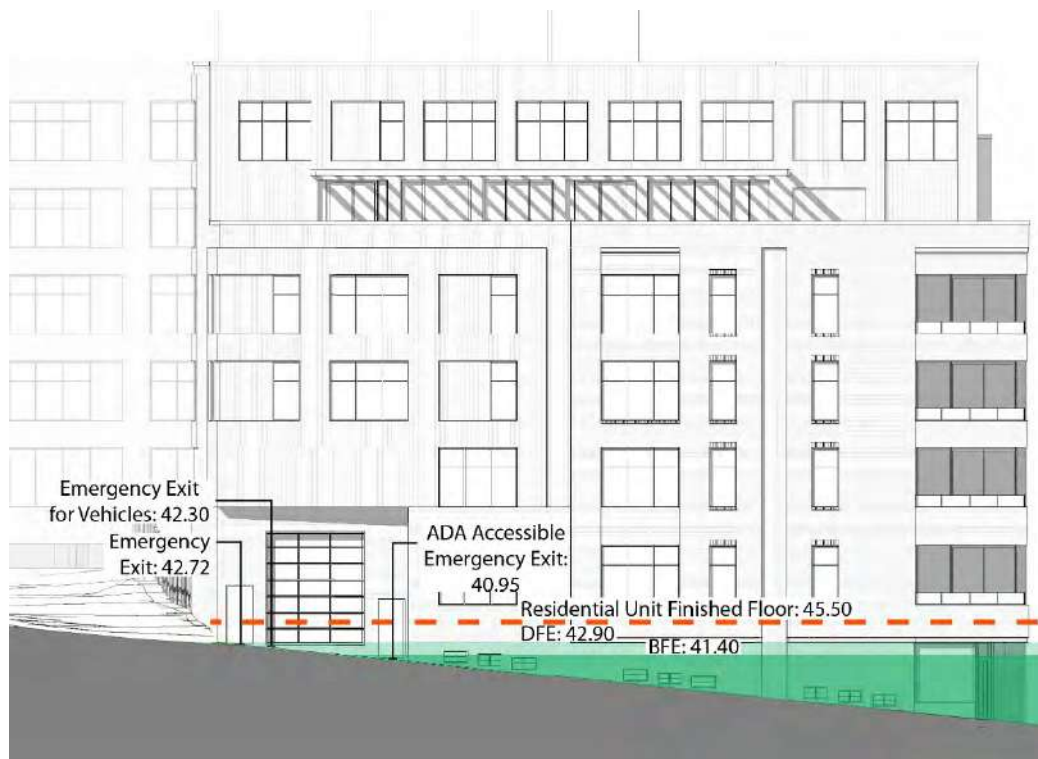 Emergency Exit
for Vehicles: 42.30
Emergency
Exit: 42.72
ADA Accessible
Emergency Exit:
40.95
Residential Unit Finished Floor: 45.50
DFE: 42.90
BFE: 41.40